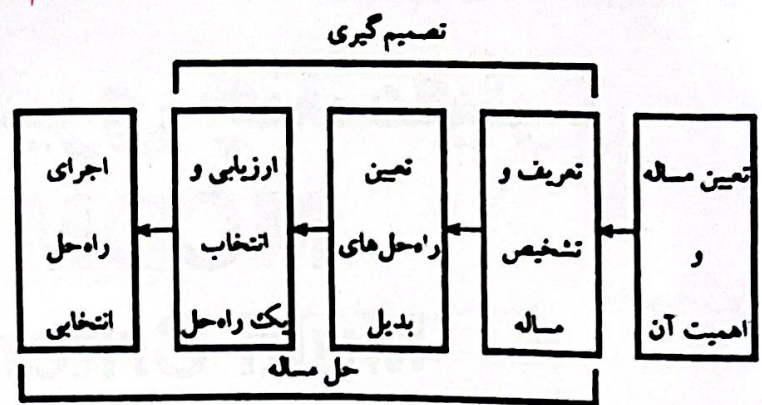 تصمیم گیری
تعیین مساله
و
اهمیت آن
تعریف و
تشخیص
مساله
تعین
راه‌حل‌های
بدیل
ارزیابی و
انتخاب
یک راه‌حل
اجرای
راه‌حل
انتخابی
حل مساله